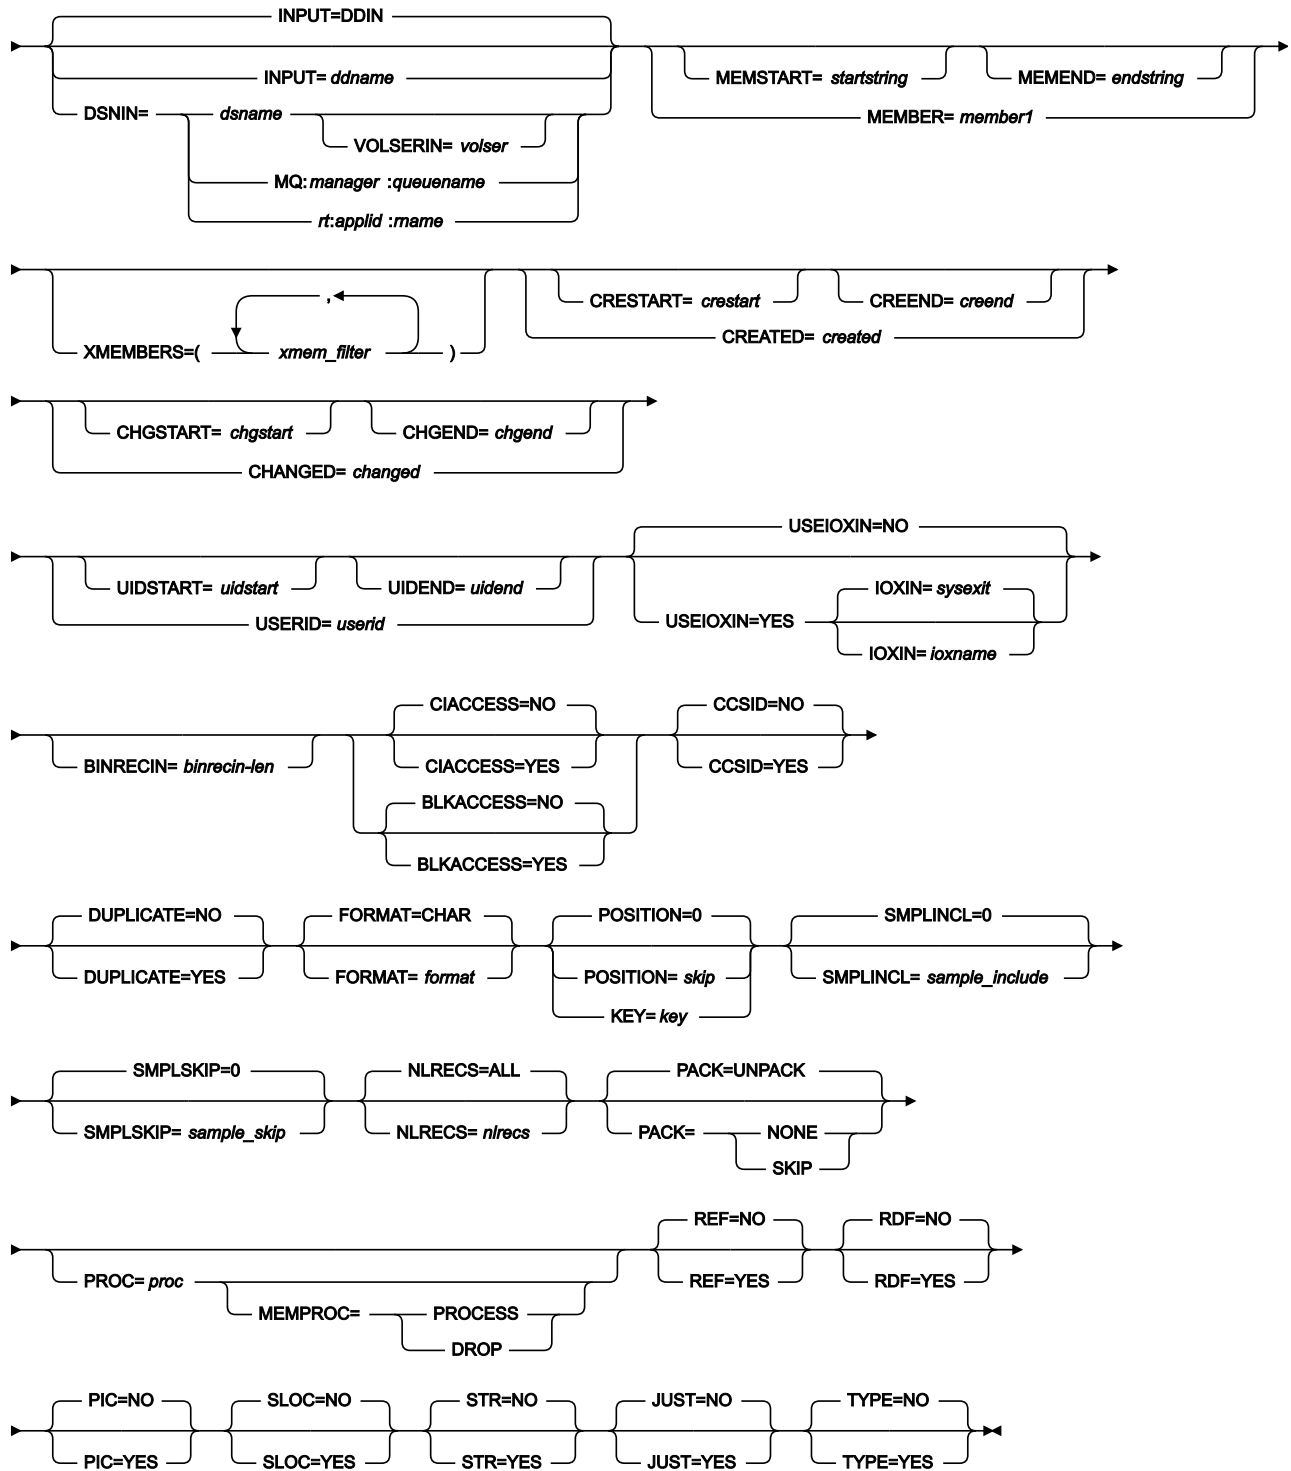 INPUT=DDIN
INPUT= ddname
DSNIN= dsname
VOLSERIN= volser
MQ:manager :queuename
rt:applid :rname
MEMSTART= startstring MEMEND= endstring
MEMBER= member1
,
XMEMBERS=( xmem_filter )
CRESTART= crestart CREEND= creend
CREATED= created
CHGSTART= chgstart CHGEND= chgend
CHANGED= changed
UIDSTART= uidstart UIDEND= uidend
USERID= userid
USEIOXIN=NO
USEIOXIN=YES
IOXIN= sysexit
IOXIN= ioxname
BINRECIN= binrecin-len
CIACCESS=NO
CIACCESS=YES
BLKACCESS=NO
BLKACCESS=YES
CCSID=NO
CCSID=YES
DUPLICATE=NO
DUPLICATE=YES
FORMAT=CHAR
FORMAT= format
POSITION=0
POSITION= skip
KEY= key
SMPLINCL=0
SMPLINCL= sample_include
SMPLSKIP=0
SMPLSKIP= sample_skip
NLRECS=ALL
NLRECS= nlrecs
PACK=UNPACK
PACK= NONE
SKIP
PROC= proc
MEMPROC= PROCESS
DROP
REF=NO
REF=YES
RDF=NO
RDF=YES
PIC=NO
PIC=YES
SLOC=NO
SLOC=YES
STR=NO
STR=YES
JUST=NO
JUST=YES
TYPE=NO
TYPE=YES